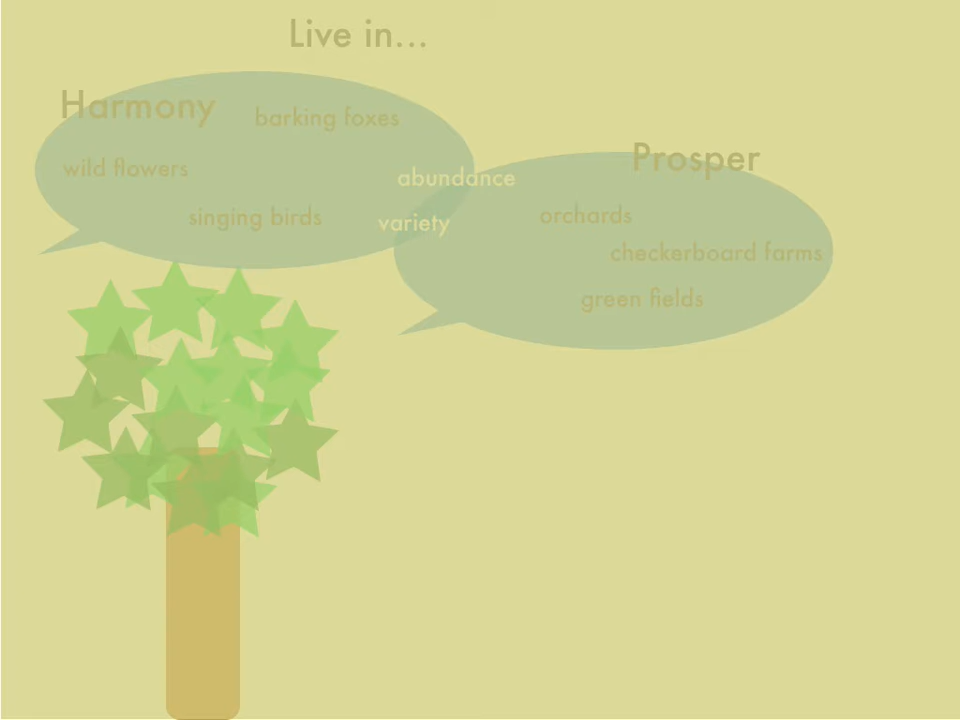 Live in...
Harmony
barking foxes
wild flowers
singing birds
abundance
variety
Prosper
orchards
checkerboard farms
green fields